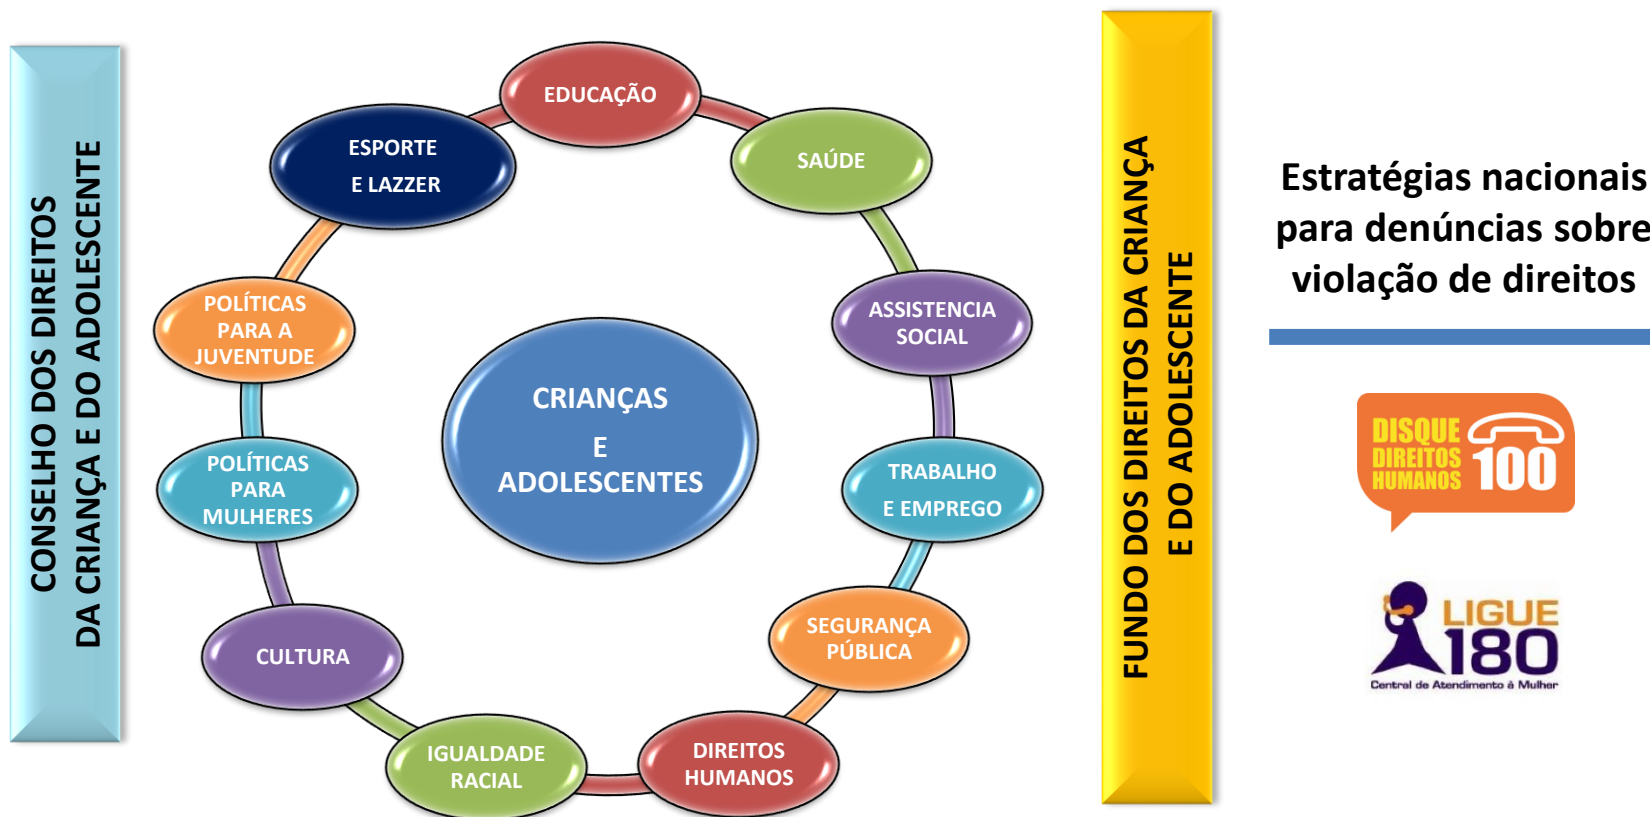 CONSELHO DOS DIREITOS
DA CRIANÇA E DO ADOLESCENTE
EDUCAÇÃO
SAÚDE
ASSISTENCIA
SOCIAL
TRABALHO
E EMPREGO
SEGURANÇA
PÚBLICA
DIREITOS
HUMANOS
IGUALDADE
RACIAL
CULTURA
POLÍTICAS
PARA
MULHERES
POLÍTICAS
PARA A
JUVENTUDE
ESPORTE
E LAZZER
CRIANÇAS
E
ADOLESCENTES
FUNDO DOS DIREITOS DA CRIANÇA
E DO ADOLESCENTE
Estratégias nacionais
para denúncias sobre
violação de direitos
DISQUE
DIREITOS
HUMANOS
100
LIGUE
180
Central de Atendimento à Mulher